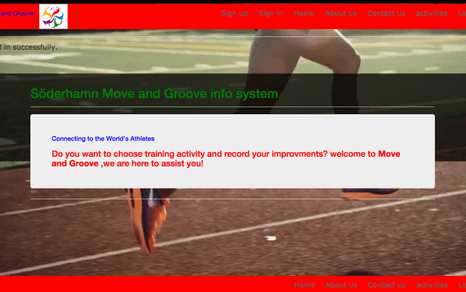 and Groove
Sign up Sign in Home About us Contact us activities
d in successfully.
Söderhamn Move and Groove info system
Connecting to the World's Athletes
Do you want to choose training activity and record your improvments? welcome to Move
and Groove ,we are here to assist you!
Home About us Contact us activities